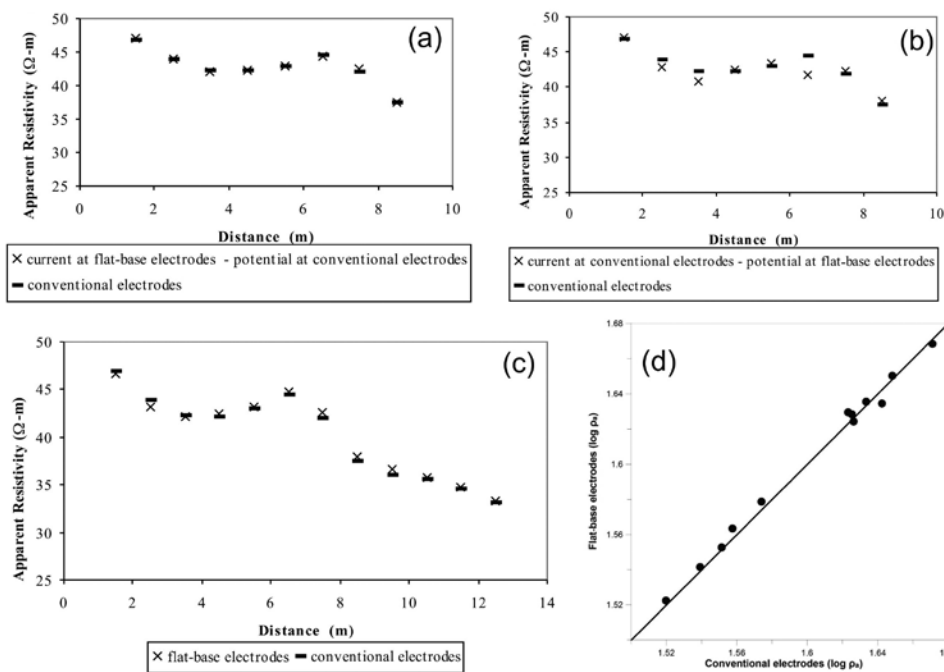 (a)
50
45
40
35
30
25
0 2 4 6 8 10
Apparent Resistivity (Ω-m)
Distance (m)
× current at flat-base electrodes - potential at conventional electrodes
conventional electrodes
(b)
50
45
40
35
30
25
0 2 4 6 8 10
Apparent Resistivity (Ω-m)
Distance (m)
× current at conventional electrodes - potential at flat-base electrodes
conventional electrodes
(c)
50
45
40
35
30
25
0 2 4 6 8 10 12 14
Apparent Resistivity (Ω-m)
Distance (m)
× flat-base electrodes
conventional electrodes
(d)
1.68
1.64
1.6
1.56
1.52
1.52 1.56 1.6 1.64
Flat-base electrodes (log ρₐ)
Conventional electrodes (log ρₐ)